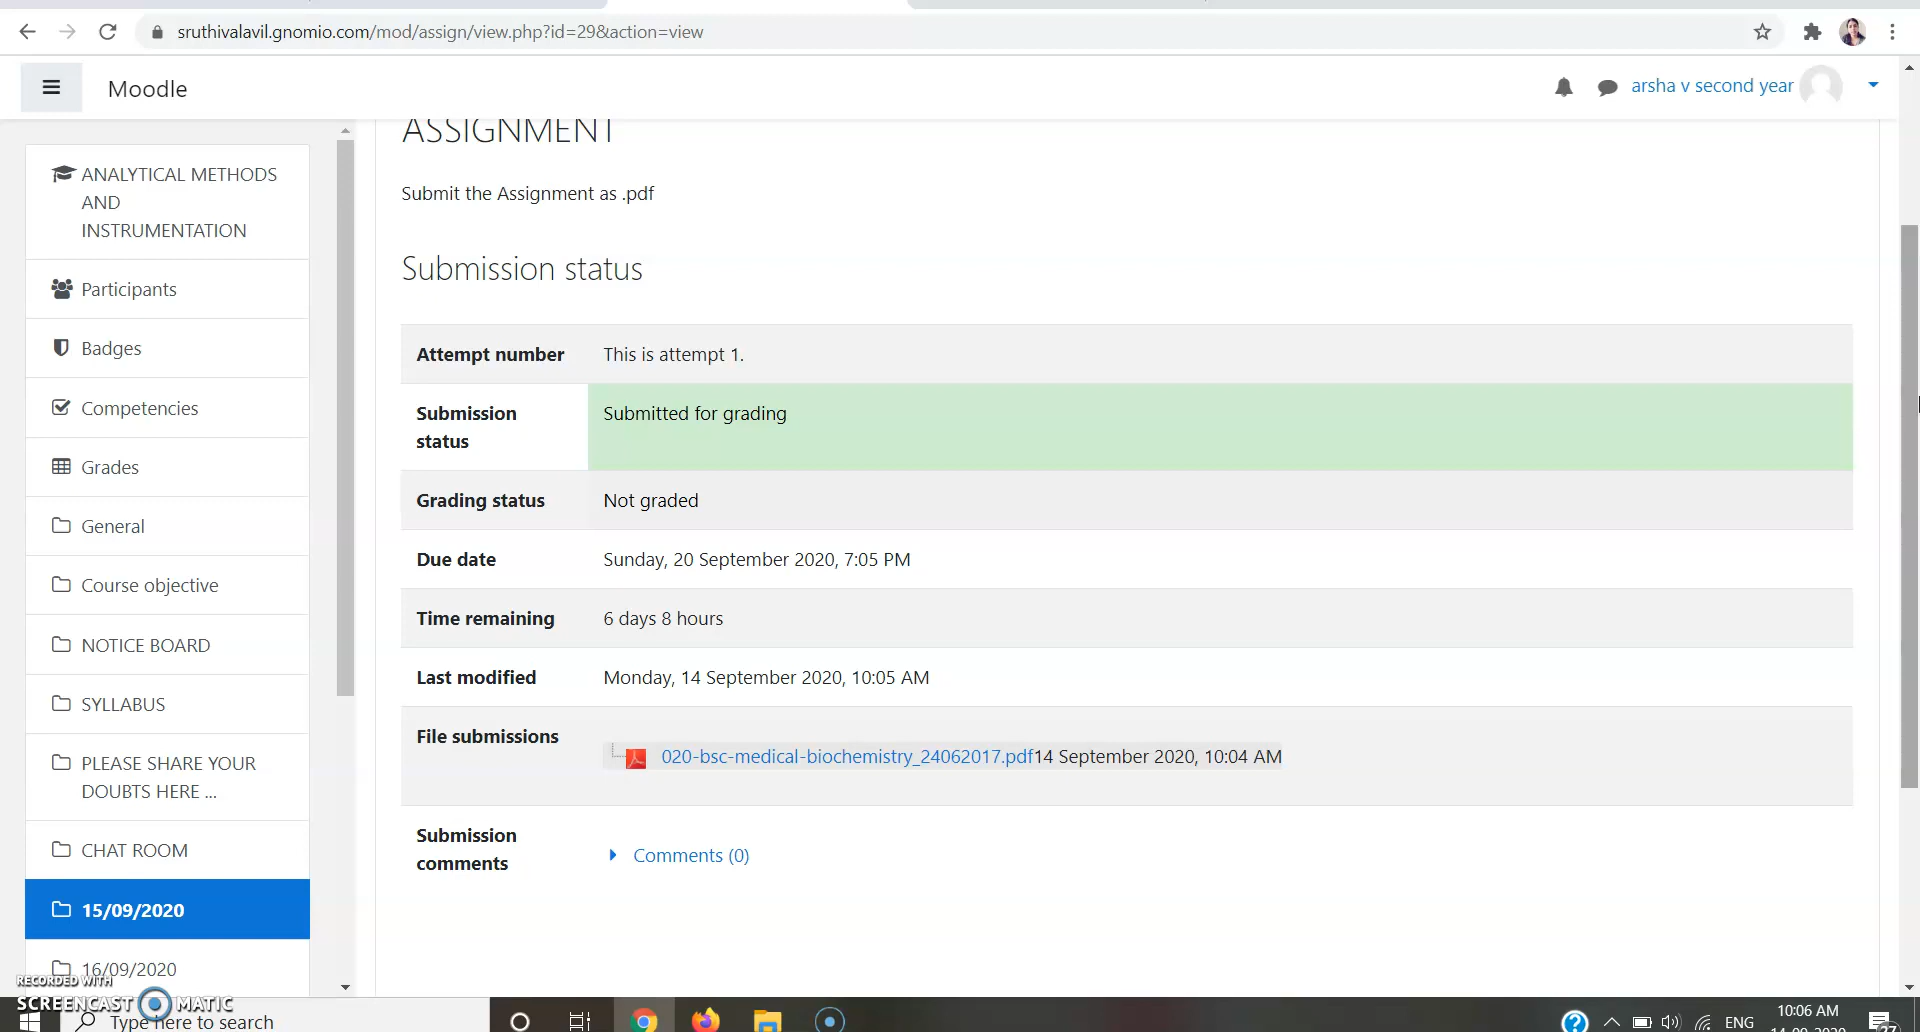 sruthivalavil.gnomio.com/mod/assign/view.php?id=29&action=view
Moodle
arsha v second year
ANALYTICAL METHODS
AND
INSTRUMENTATION
Participants
Badges
Competencies
Grades
General
Course objective
NOTICE BOARD
SYLLABUS
PLEASE SHARE YOUR
DOUBTS HERE ...
CHAT ROOM
15/09/2020
16/09/2020
ASSIGNMENT
Submit the Assignment as .pdf
Submission status
Attempt number This is attempt 1.
Submission
status
Submitted for grading
Grading status Not graded
Due date Sunday, 20 September 2020, 7:05 PM
Time remaining 6 days 8 hours
Last modified Monday, 14 September 2020, 10:05 AM
File submissions
020-bsc-medical-biochemistry_24062017.pdf14 September 2020, 10:04 AM
Submission
comments
Comments (0)
RECORDED WITH
SCREENCAST MATIC
Type here to search
ENG
10:06 AM
14-09-2020
27